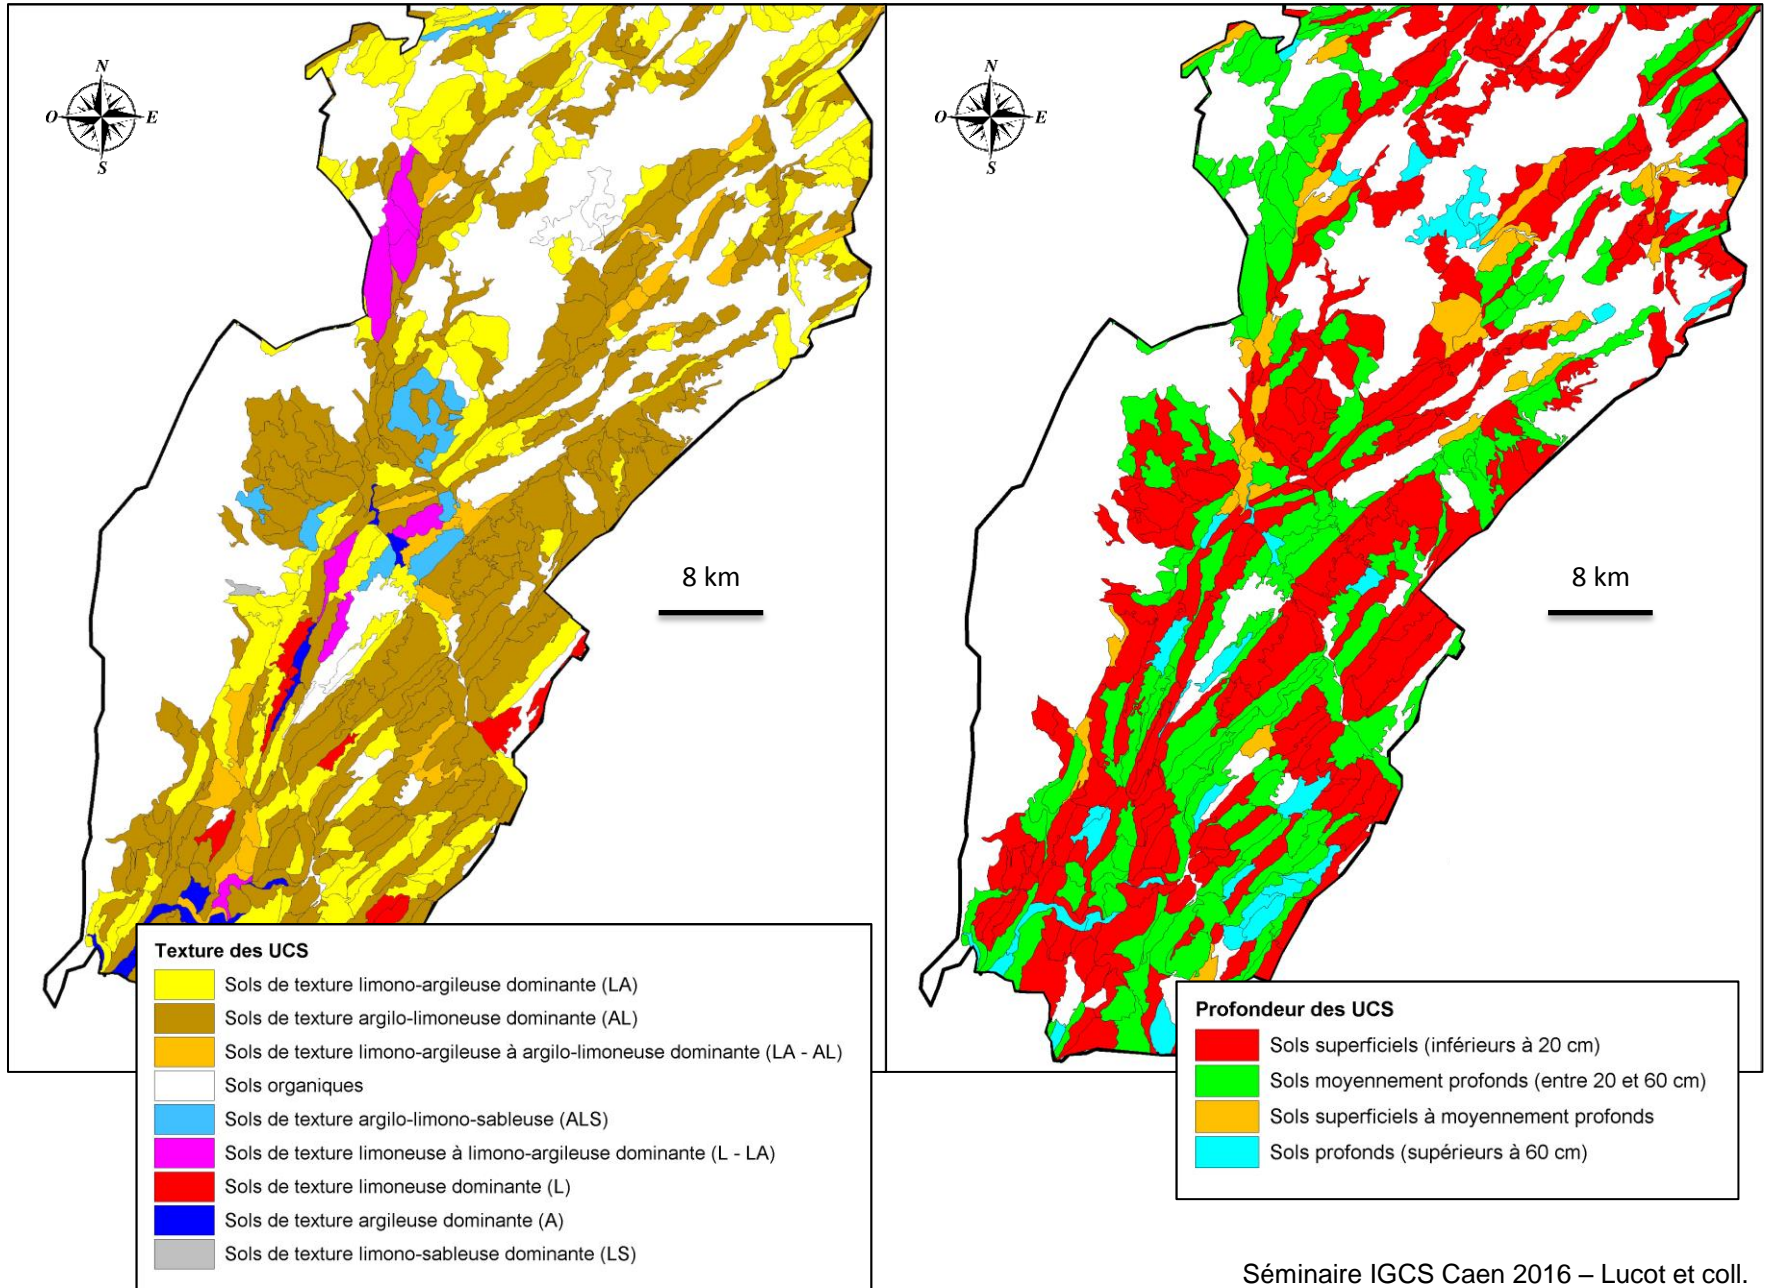 N
O E
S
8 km
Texture des UCS
Sols de texture limono-argileuse dominante (LA)
Sols de texture argilo-limoneuse dominante (AL)
Sols de texture limono-argileuse à argilo-limoneuse dominante (LA - AL)
Sols organiques
Sols de texture argilo-limono-sableuse (ALS)
Sols de texture limoneuse à limono-argileuse dominante (L - LA)
Sols de texture limoneuse dominante (L)
Sols de texture argileuse dominante (A)
Sols de texture limono-sableuse dominante (LS)
N
O E
S
8 km
Profondeur des UCS
Sols superficiels (inférieurs à 20 cm)
Sols moyennement profonds (entre 20 et 60 cm)
Sols superficiels à moyennement profonds
Sols profonds (supérieurs à 60 cm)
Séminaire IGCS Caen 2016 – Lucot et coll.